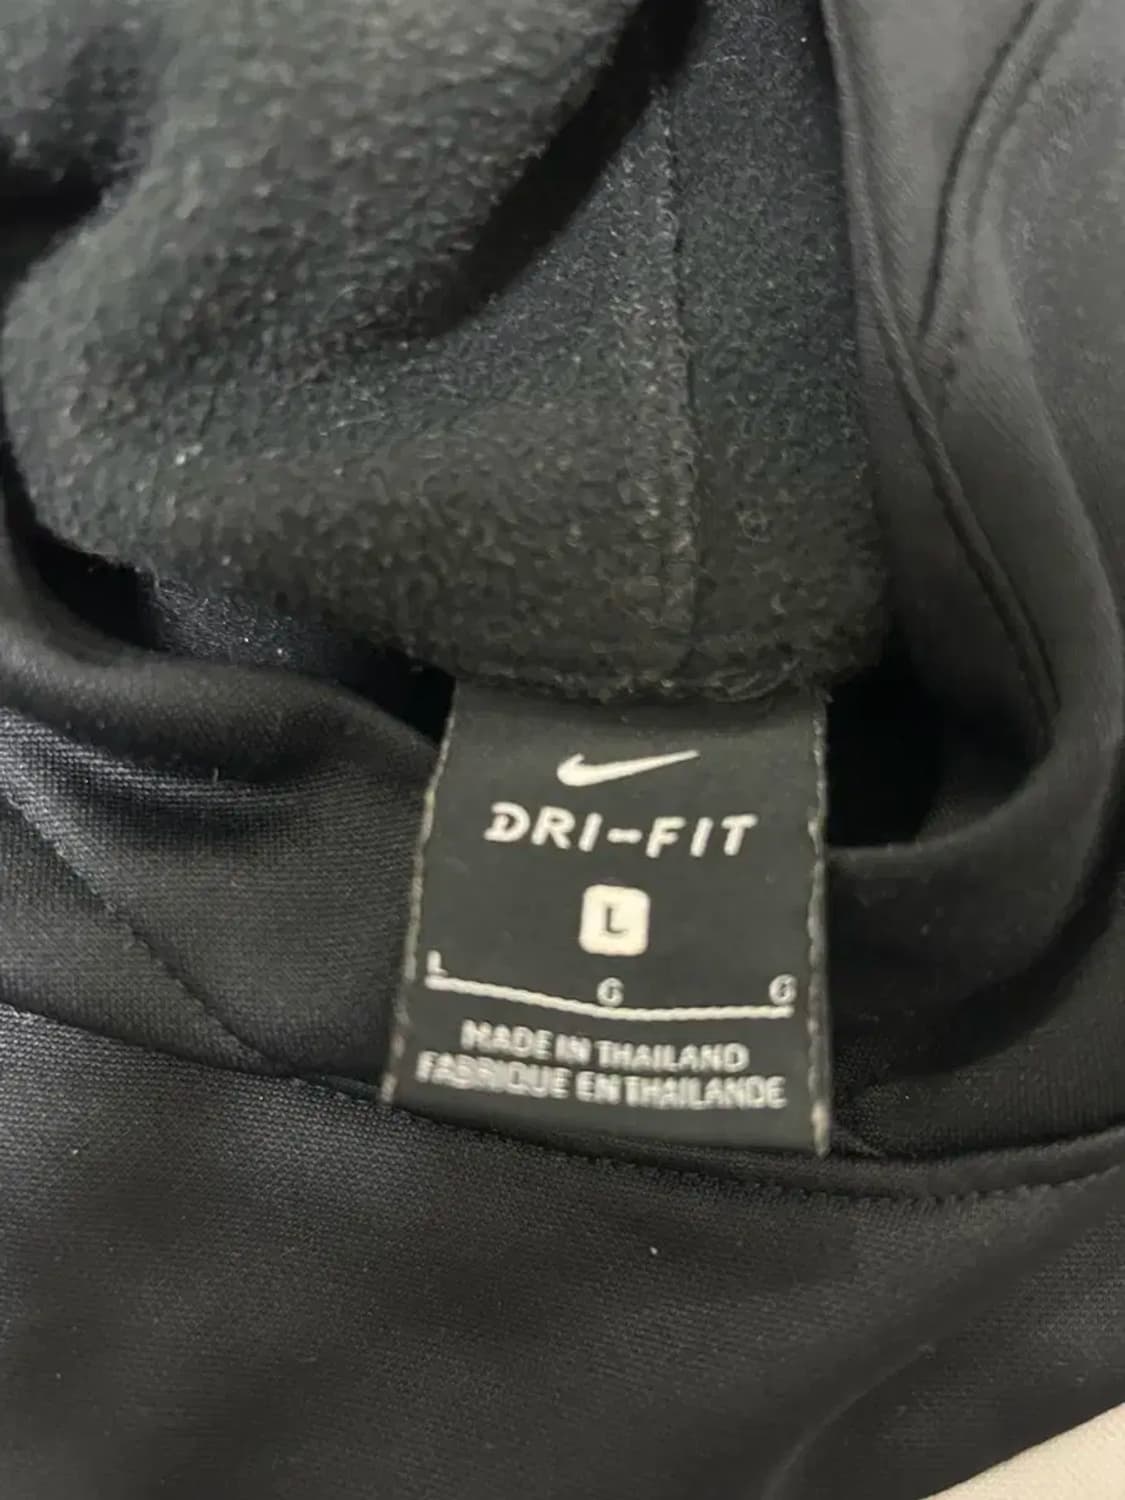 DRI-FIT
L
L G G
MADE IN THAILAND
FABRIQUE EN THAILANDE